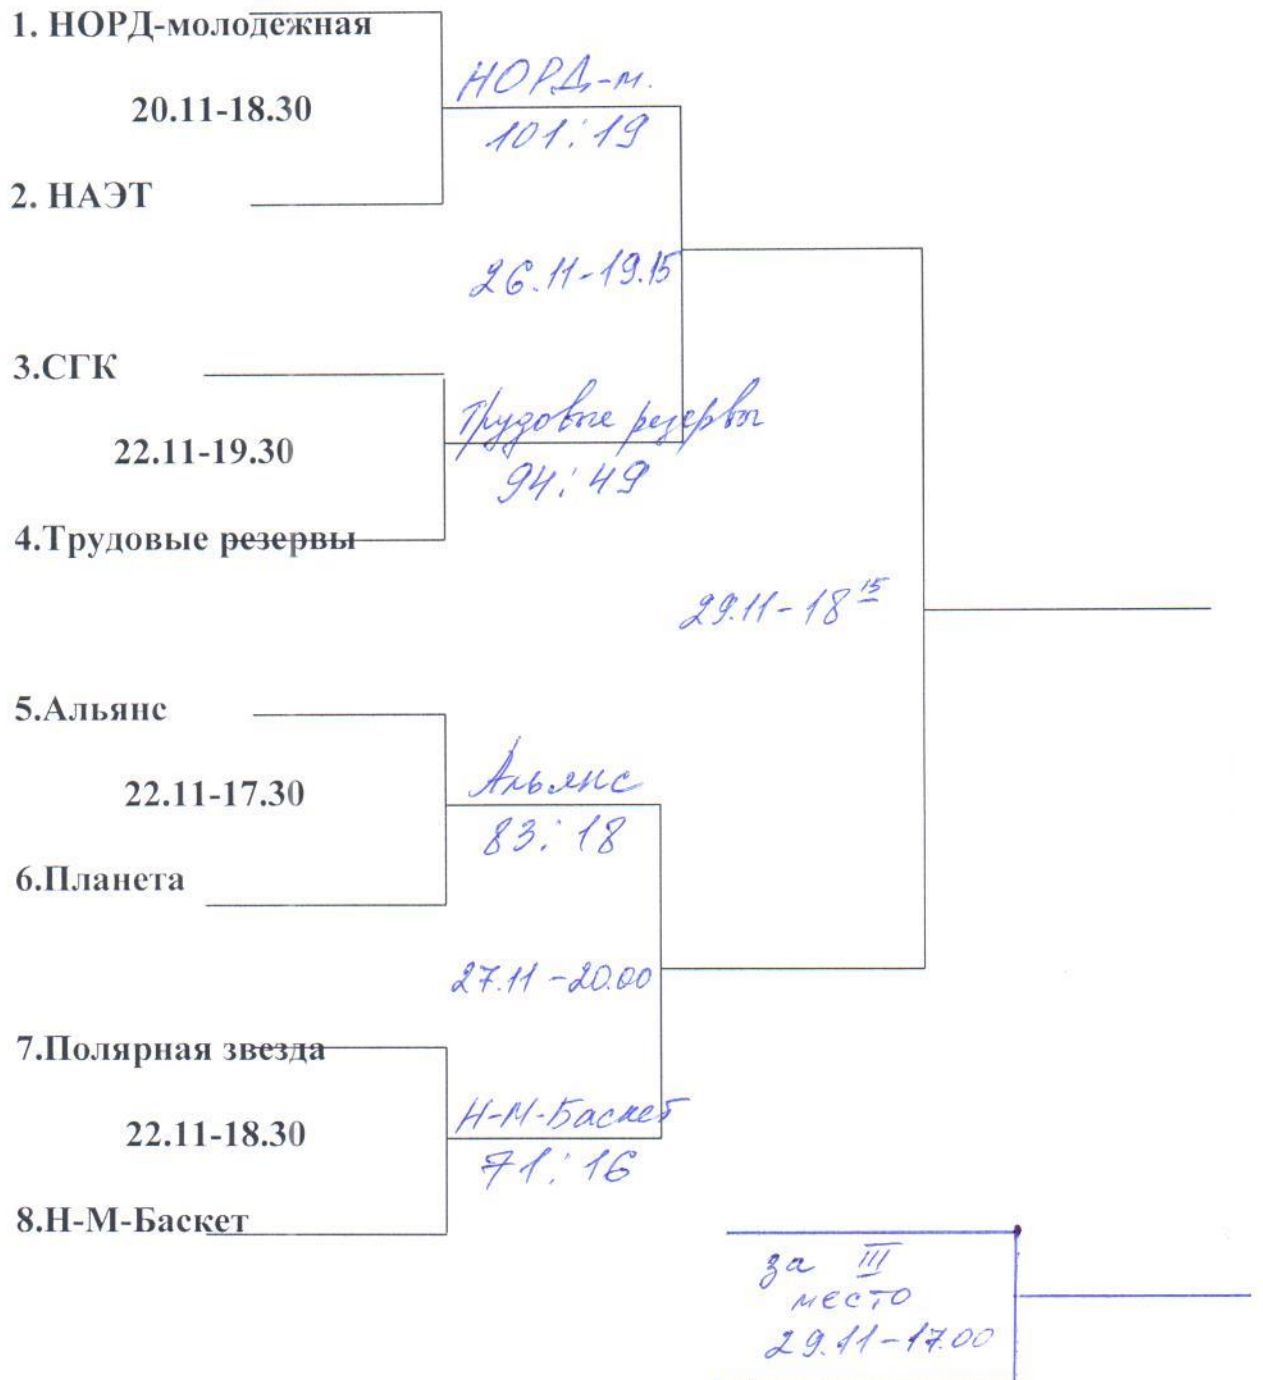 1. НОРД-молодежная
НОРД-м.
20.11-18.30
101:19
2. НАЭТ
26.11-19.15
3.СГК
Трудовые резервы
22.11-19.30
94:49
4.Трудовые резервы
29.11-18 15
5.Альянс
Альянс
22.11-17.30
83:18
6.Планета
27.11-20.00
7.Полярная звезда
Н-М-Баскет
22.11-18.30
71:16
8.Н-М-Баскет
за III
место
29.11-17.00